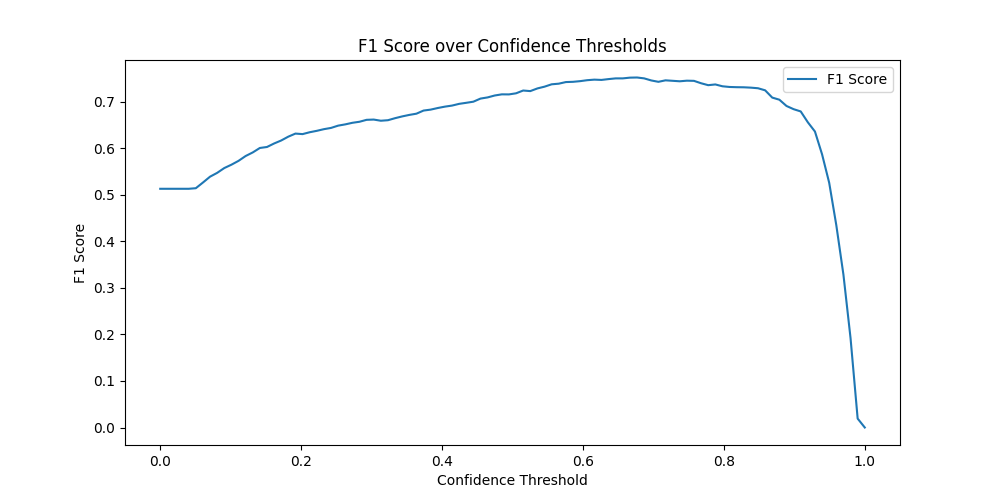 F1 Score over Confidence Thresholds
F1 Score
0.7
0.6
0.5
0.4
0.3
0.2
0.1
0.0
F1 Score
0.0 0.2 0.4 0.6 0.8 1.0
Confidence Threshold